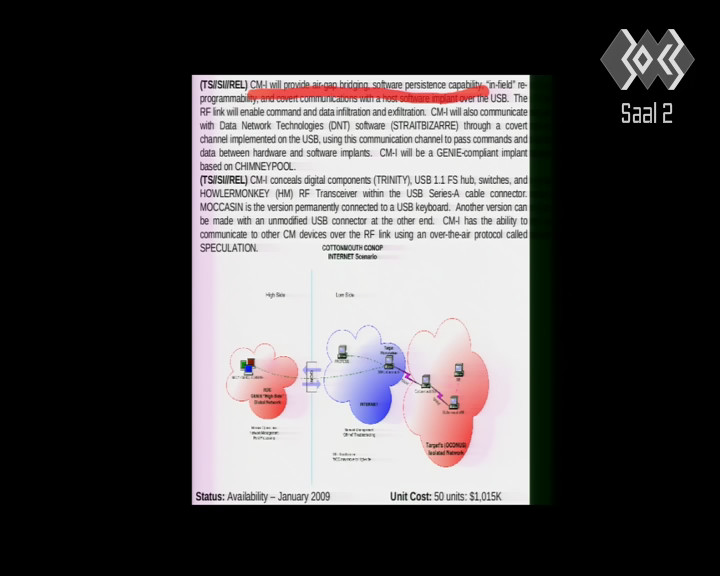 30C3
Saal 2
(TS//SI//REL) CM-I will provide air-gap bridging, software persistence capability, "in-field" re-
programmability, and covert communications with a host software implant over the USB. The
RF link will enable command and data infiltration and exfiltration. CM-I will also communicate
with Data Network Technologies (DNT) software (STRAITBIZARRE) through a covert
channel implemented on the USB, using this communication channel to pass commands and
data between hardware and software implants. CM-I will be a GENIE-compliant implant
based on CHIMNEYPOOL.
(TS//SI//REL) CM-I conceals digital components (TRINITY), USB 1.1 FS hub, switches, and
HOWLERMONKEY (HM) RF Transceiver within the USB Series-A cable connector.
MOCCASIN is the version permanently connected to a USB keyboard. Another version can
be made with an unmodified USB connector at the other end. CM-I has the ability to
communicate to other CM devices over the RF link using an over-the-air protocol called
SPECULATION.
COTTONMOUTH CONOP
INTERNET Scenario
High Side
Low Side
Target
INTERNET
Target's (OCONUS)
Isolated Network
Status: Availability – January 2009
Unit Cost: 50 units: $1,015K